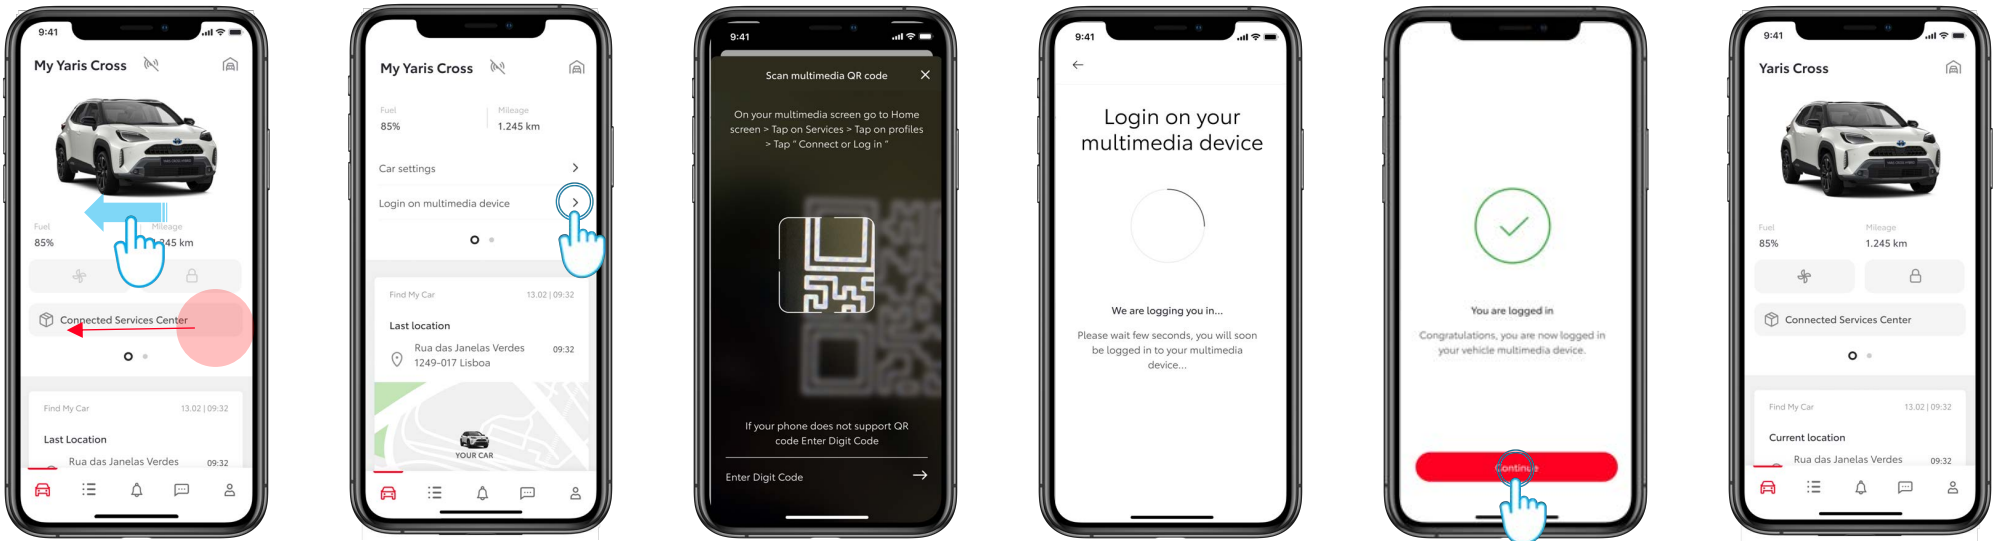 9:41
My Yaris Cross
Fuel
Mileage
85%
1.245 km
Connected Services Center
Find My Car
13.02 | 09:32
Last Location
Rua das Janelas Verdes
09:32
My Yaris Cross
Fuel
Mileage
85%
1.245 km
Car settings
Login on multimedia device
Find My Car
13.02 | 09:32
Last location
Rua das Janelas Verdes
09:32
1249-017 Lisboa
YOUR CAR
9:41
Scan multimedia QR code
On your multimedia screen go to Home
screen > Tap on Services > Tap on profiles
> Tap " Connect or Log in "
If your phone does not support QR
code Enter Digit Code
Enter Digit Code
9:41
Login on your
multimedia device
We are logging you in...
Please wait few seconds, you will soon
be logged in to your multimedia
device...
You are logged in
Congratulations, you are now logged in
your vehicle multimedia device.
Continue
9:41
Yaris Cross
Fuel
Mileage
85%
1.245 km
Connected Services Center
Find My Car
13.02 | 09:32
Current location
Rua das Janelas Verdes
09:32